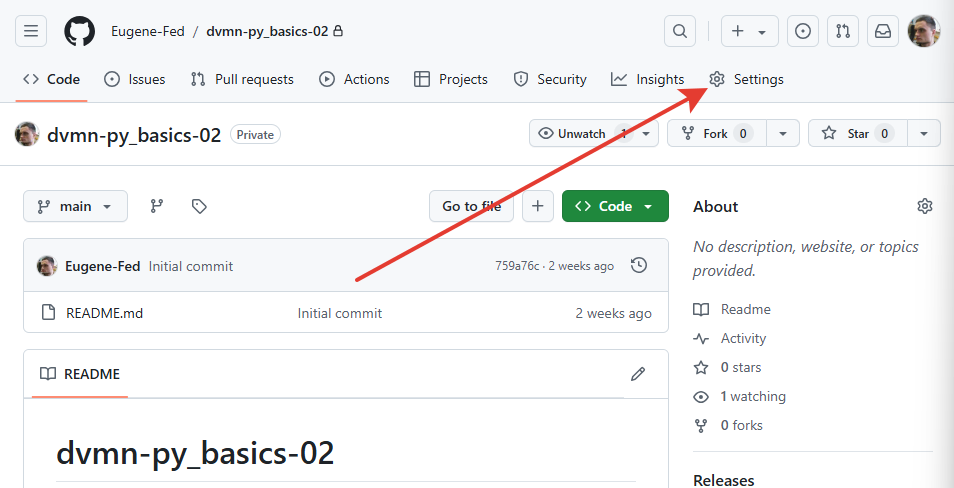 Eugene-Fed / dvmn-py_basics-02
Code Issues Pull requests Actions Projects Security Insights Settings
dvmn-py_basics-02 Private Unwatch 1 Fork 0 Star 0
main Go to file Code About
No description, website, or topics
provided.
Eugene-Fed Initial commit 759a76c · 2 weeks ago
README.md Initial commit 2 weeks ago
Readme
Activity
0 stars
1 watching
0 forks
README
dvmn-py_basics-02
Releases